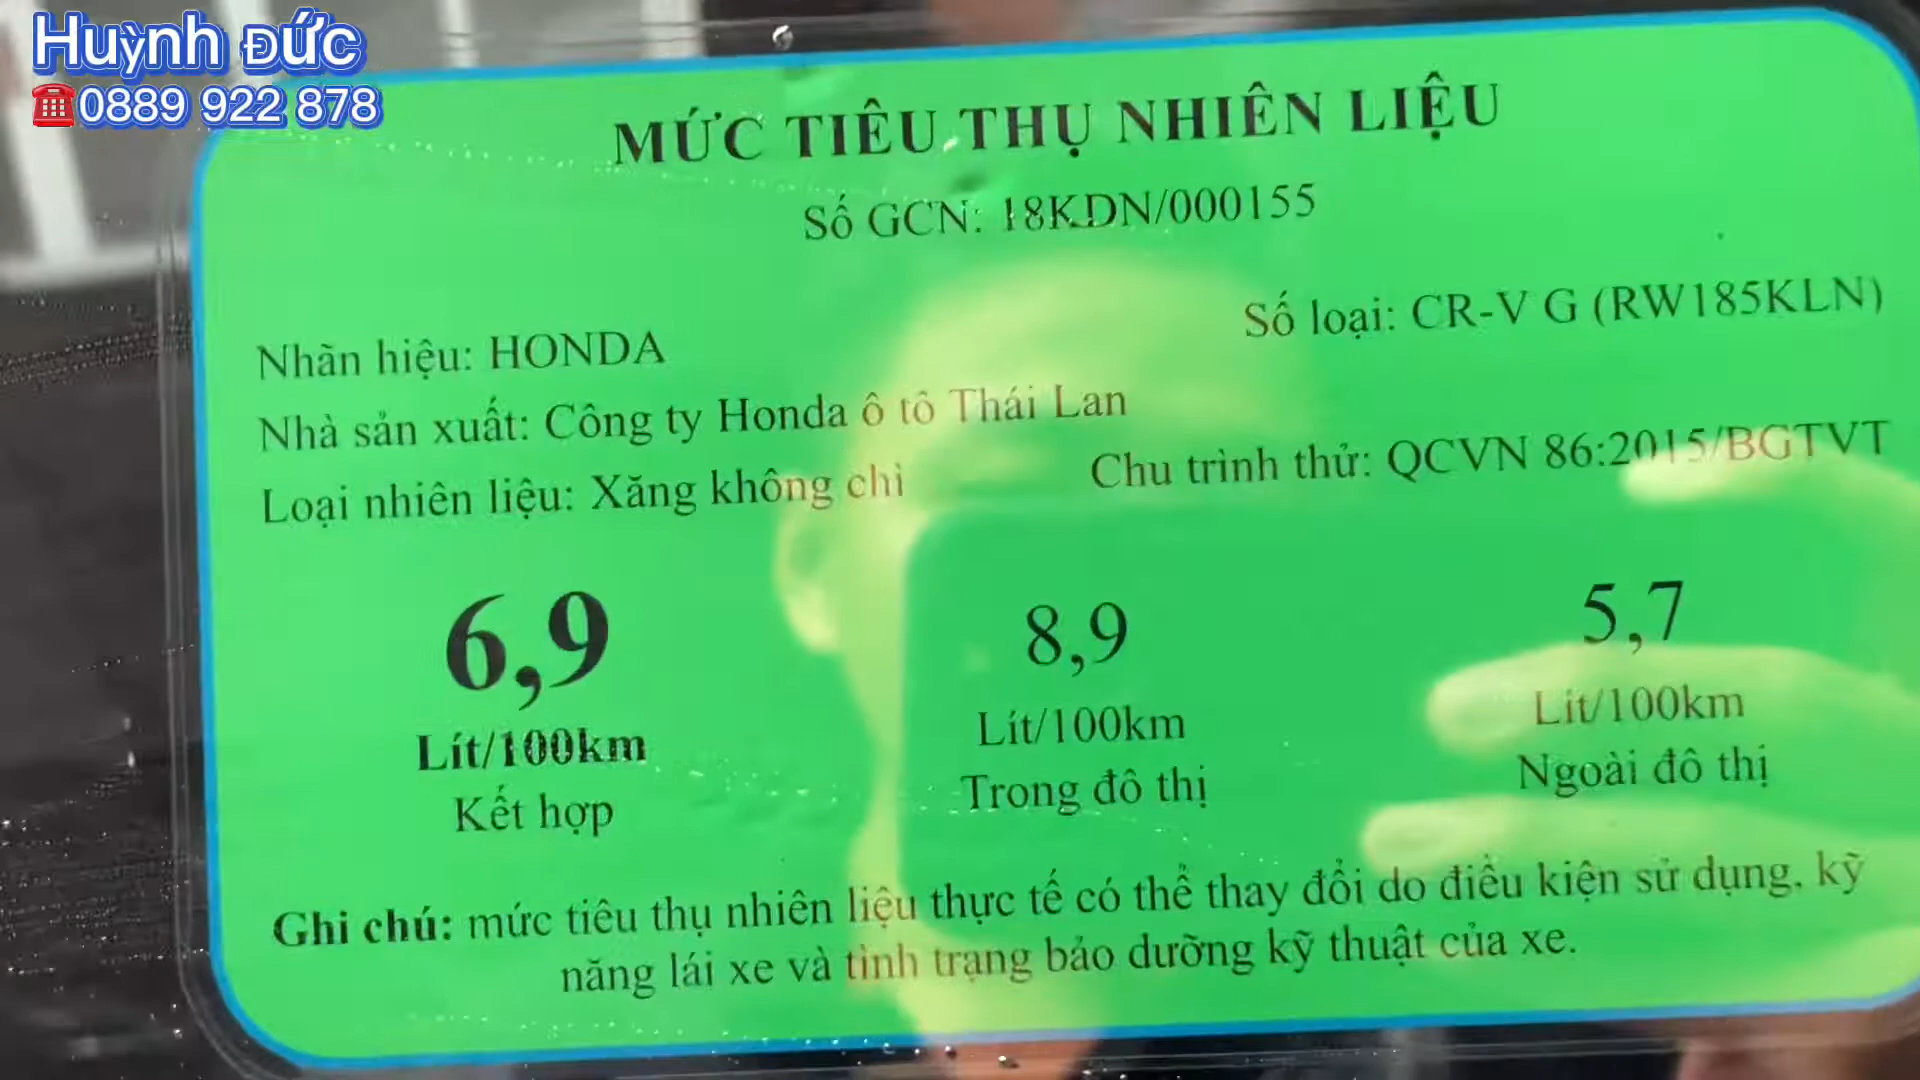 Huỳnh Đức
☎0889 922 878
MỨC TIÊU THỤ NHIÊN LIỆU
Số GCN: 18KDN/000155
Nhãn hiệu: HONDA
Số loại: CR-V G (RW185KLN)
Nhà sản xuất: Công ty Honda ô tô Thái Lan
Loại nhiên liệu: Xăng không chì
Chu trình thử: QCVN 86:2015/BGTVT
6,9
8,9
5,7
Lít/100km
Lít/100km
Lít/100km
Kết hợp
Trong đô thị
Ngoài đô thị
Ghi chú: mức tiêu thụ nhiên liệu thực tế có thể thay đổi do điều kiện sử dụng, kỹ
năng lái xe và tình trạng bảo dưỡng kỹ thuật của xe.